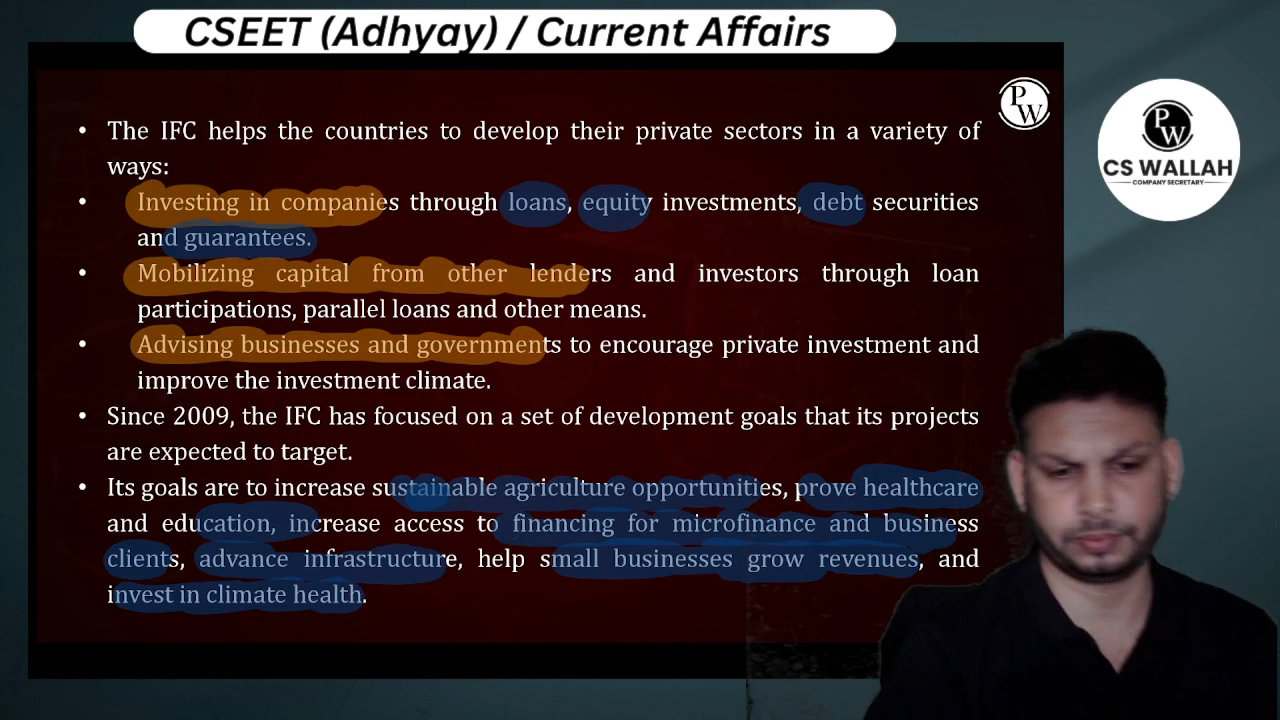 CSEET (Adhyay) / Current Affairs
PW
PW
CS WALLAH
COMPANY SECRETARY
• The IFC helps the countries to develop their private sectors in a variety of
ways:
• Investing in companies through loans, equity investments, debt securities
and guarantees.
• Mobilizing capital from other lenders and investors through loan
participations, parallel loans and other means.
• Advising businesses and governments to encourage private investment and
improve the investment climate.
• Since 2009, the IFC has focused on a set of development goals that its projects
are expected to target.
• Its goals are to increase sustainable agriculture opportunities, prove healthcare
and education, increase access to financing for microfinance and business
clients, advance infrastructure, help small businesses grow revenues, and
invest in climate health.